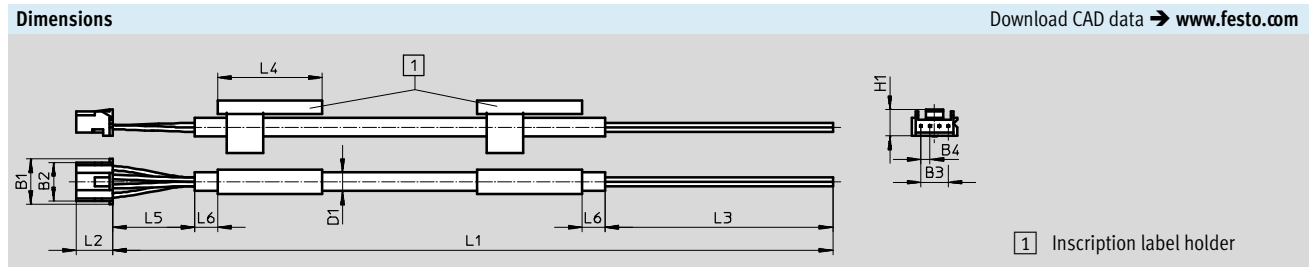 Dimensions
Download CAD data ➔ www.festo.com
L4
1
H1
B4
B3
B1
B2
D1
L5
L6
L6
L3
L2
L1
1 Inscription label holder